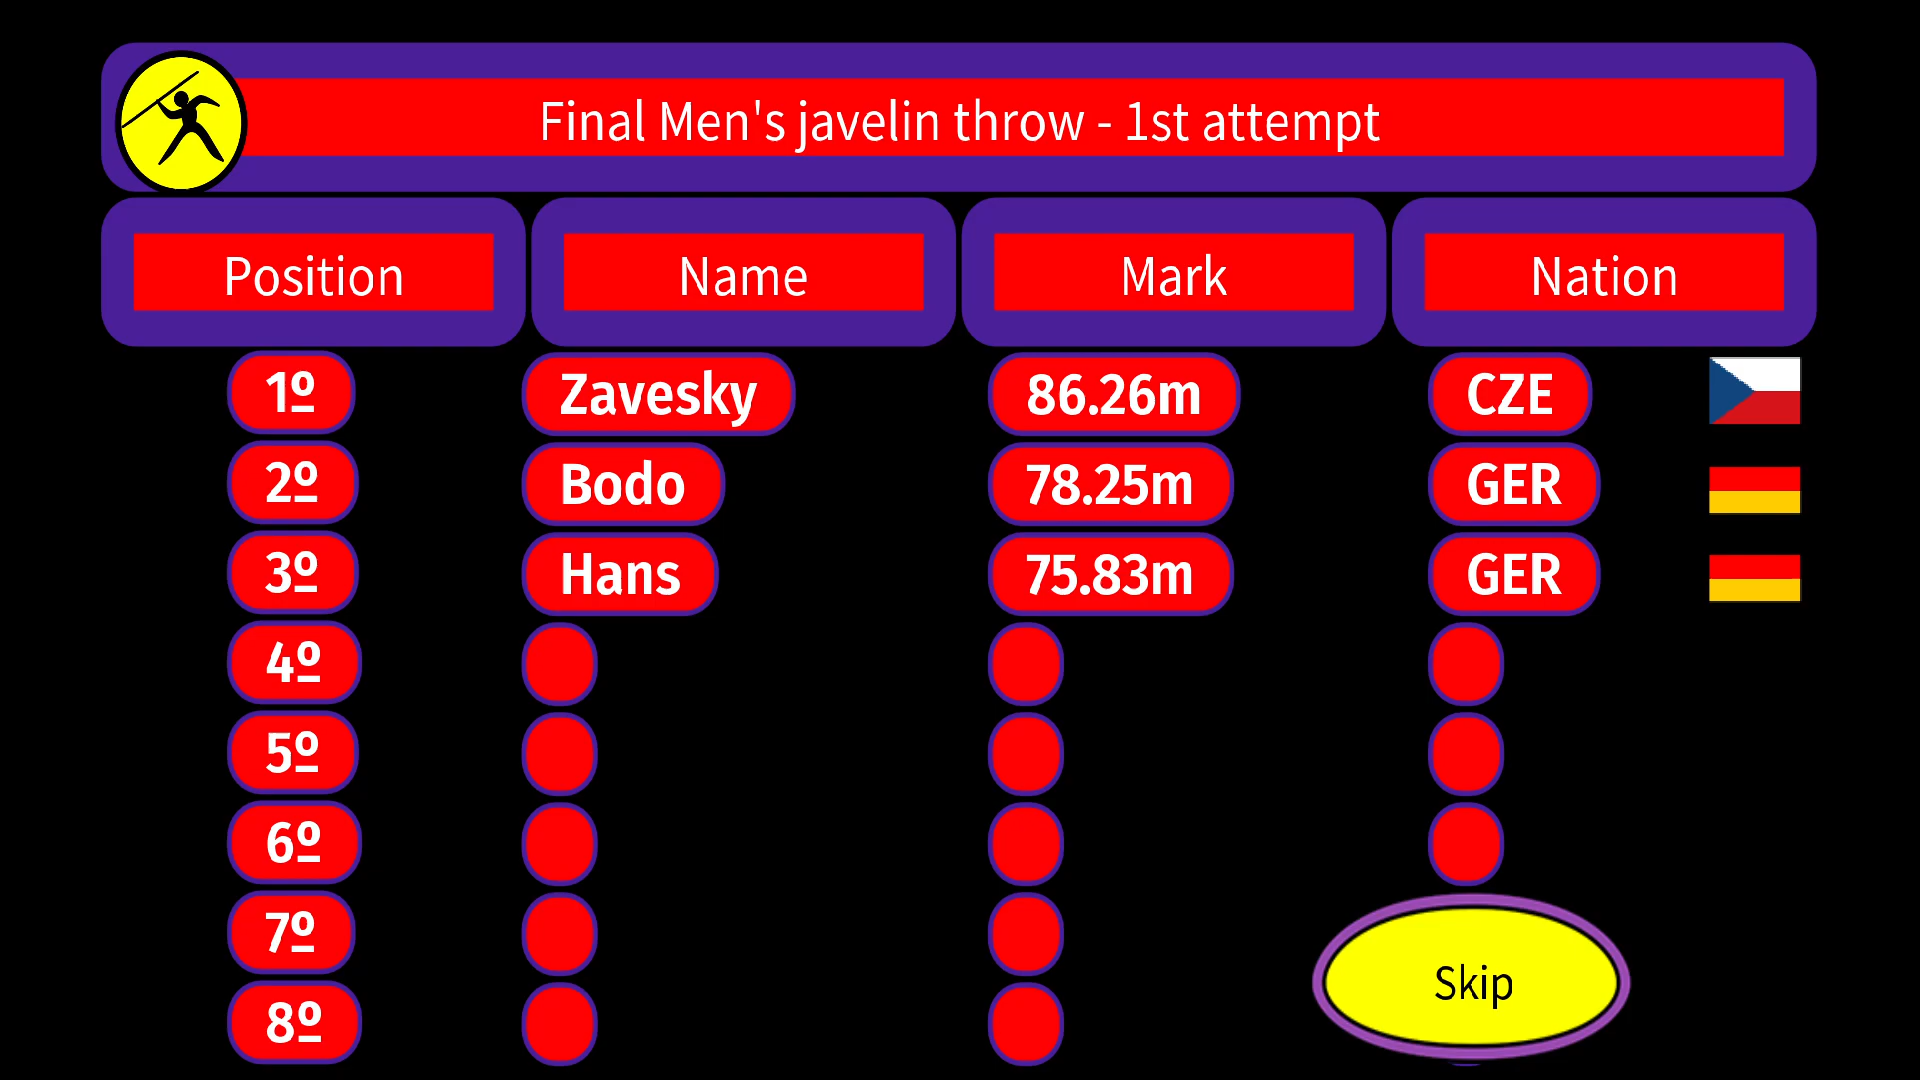 Final Men's javelin throw - 1st attempt
Position Name Mark Nation
1º Zavesky 86.26m CZE
2º Bodo 78.25m GER
3º Hans 75.83m GER
4º
5º
6º
7º
8º
Skip